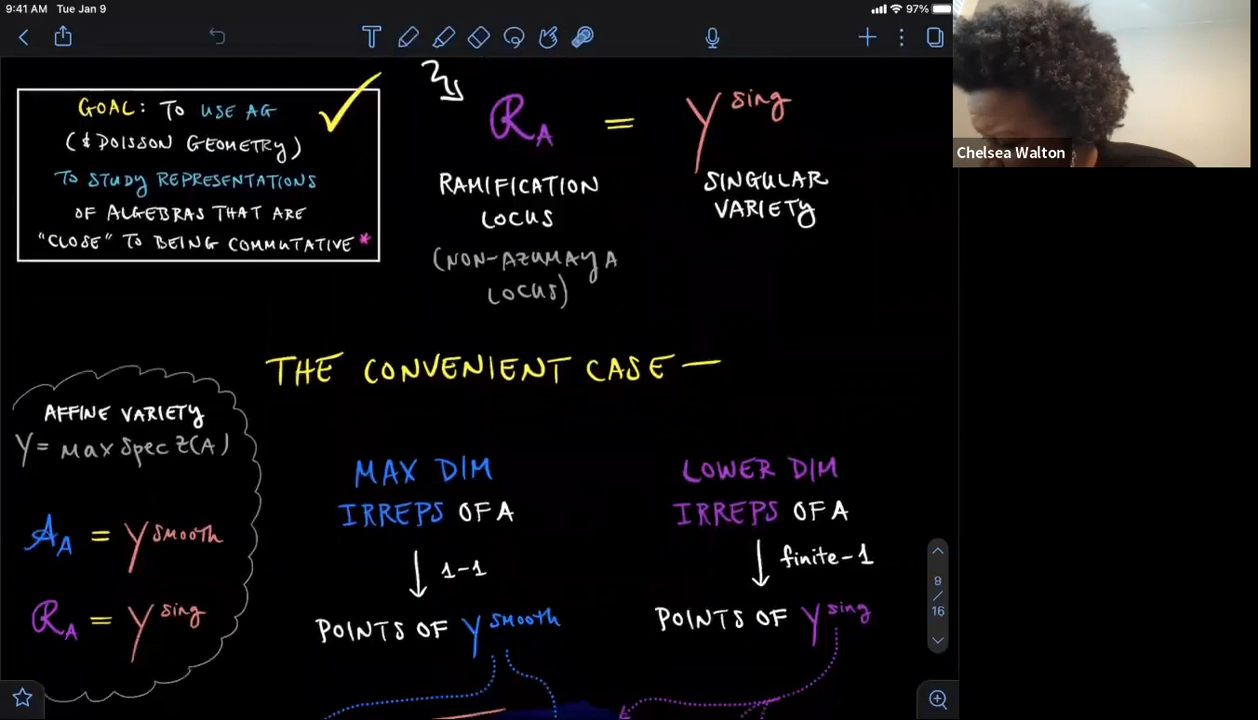 9:41 AM Tue Jan 9
97%
GOAL: TO USE AG
(& POISSON GEOMETRY)
TO STUDY REPRESENTATIONS
OF ALGEBRAS THAT ARE
"CLOSE" TO BEING COMMUTATIVE *
R_A = Y^sing
RAMIFICATION
LOCUS
(NON-AZUMAYA
LOCUS)
SINGULAR
VARIETY
Chelsea Walton
THE CONVENIENT CASE —
AFFINE VARIETY
Y = max Spec Z(A)
A_A = Y^smooth
R_A = Y^sing
MAX DIM
IRREPS OF A
↓ 1-1
POINTS OF Y^smooth
LOWER DIM
IRREPS OF A
↓ finite-1
POINTS OF Y^sing
9
/
16